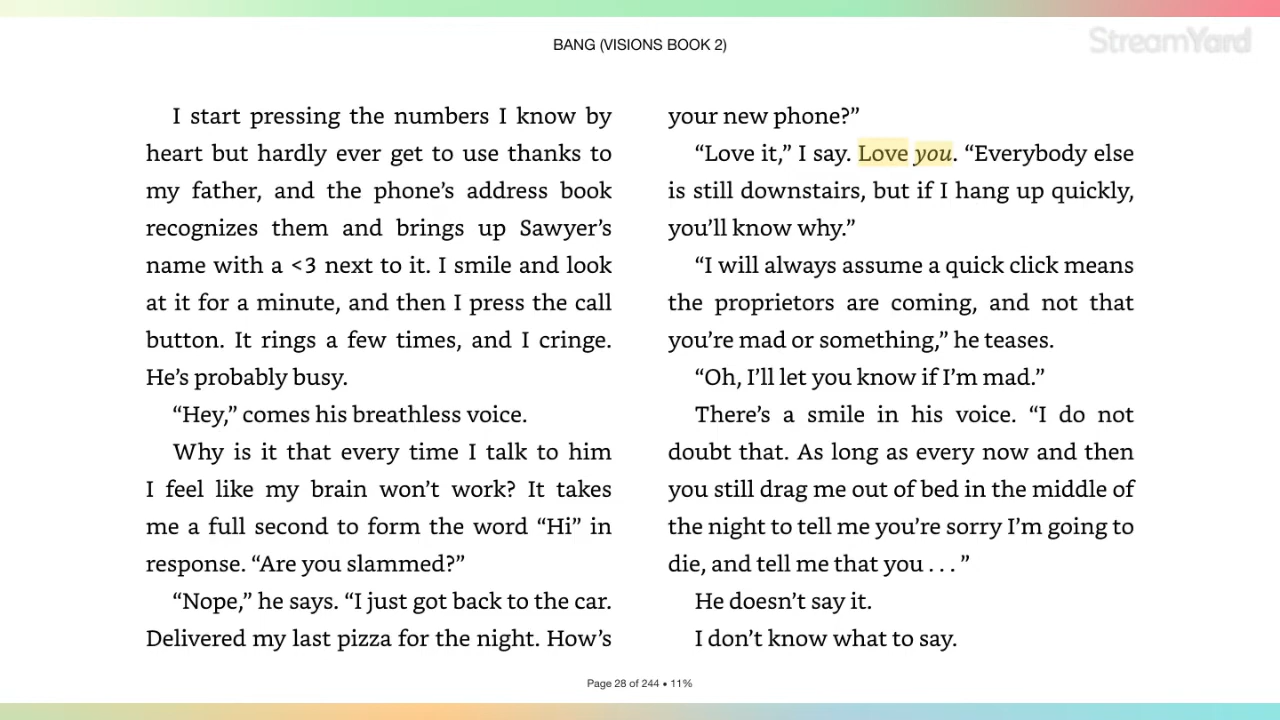 StreamYard
BANG (VISIONS BOOK 2)
I start pressing the numbers I know by
heart but hardly ever get to use thanks to
my father, and the phone’s address book
recognizes them and brings up Sawyer’s
name with a <3 next to it. I smile and look
at it for a minute, and then I press the call
button. It rings a few times, and I cringe.
He’s probably busy.
“Hey,” comes his breathless voice.
Why is it that every time I talk to him
I feel like my brain won’t work? It takes
me a full second to form the word “Hi” in
response. “Are you slammed?”
“Nope,” he says. “I just got back to the car.
Delivered my last pizza for the night. How’s
your new phone?”
“Love it,” I say. Love you. “Everybody else
is still downstairs, but if I hang up quickly,
you’ll know why.”
“I will always assume a quick click means
the proprietors are coming, and not that
you’re mad or something,” he teases.
“Oh, I’ll let you know if I’m mad.”
There’s a smile in his voice. “I do not
doubt that. As long as every now and then
you still drag me out of bed in the middle of
the night to tell me you’re sorry I’m going to
die, and tell me that you . . . ”
He doesn’t say it.
I don’t know what to say.
Page 28 of 244 • 11%